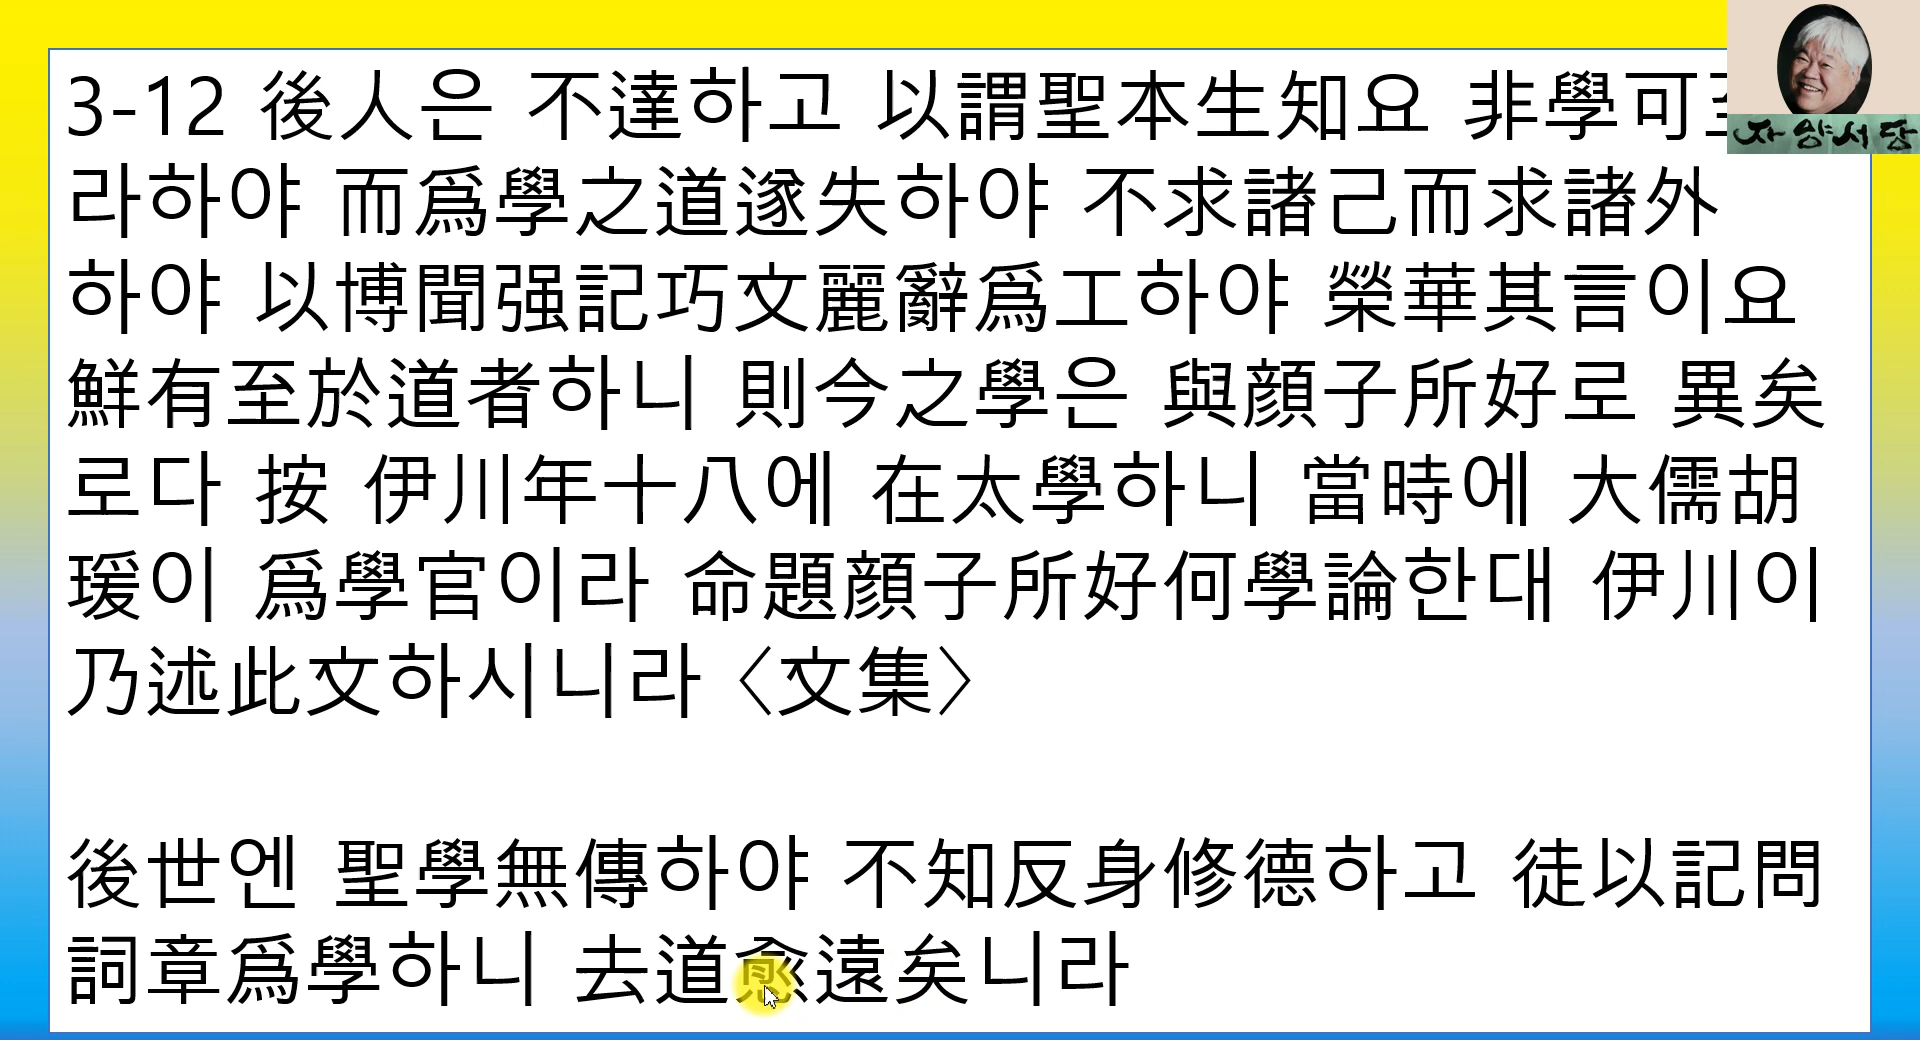 3-12 後人은 不達하고 以謂聖本生知요 非學可至
자양서당
라하야 而爲學之道遂失하야 不求諸己而求諸外
하야 以博聞强記巧文麗辭爲工하야 榮華其言이요
鮮有至於道者하니 則今之學은 與顔子所好로 異矣
로다 按 伊川年十八에 在太學하니 當時에 大儒胡
瑗이 爲學官이라 命題顔子所好何學論한대 伊川이
乃述此文하시니라〈文集〉
後世엔 聖學無傳하야 不知反身修德하고 徒以記問
詞章爲學하니 去道愈遠矣니라